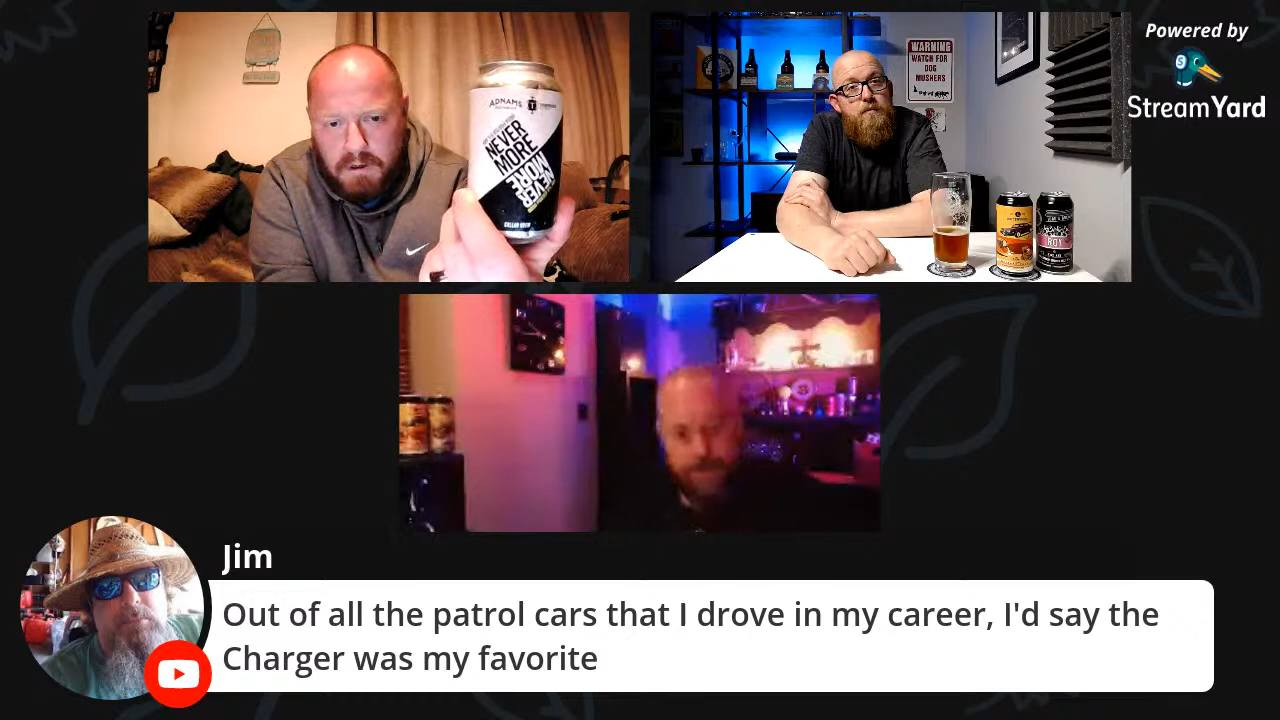 Powered by
StreamYard
ADNAMS
NEVER
MORE
NEVER
MORE
WARNING
WATCH FOR
DOG
MUSHERS
ROY
Jim
Out of all the patrol cars that I drove in my career, I'd say the
Charger was my favorite